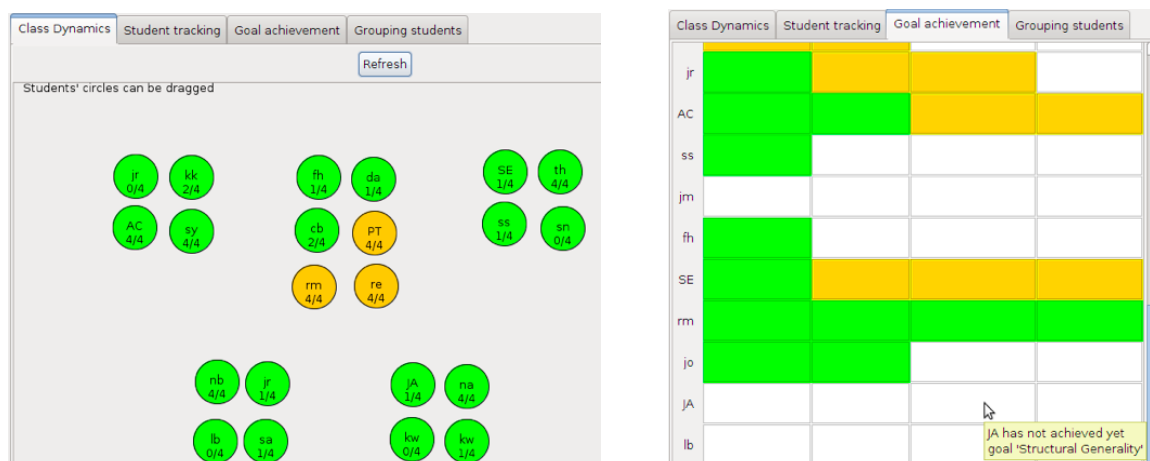 Class Dynamics Student tracking Goal achievement Grouping students
Refresh
Students' circles can be dragged
jr 0/4
kk 2/4
AC 4/4
sy 4/4
fh 1/4
da 1/4
cb 2/4
PT 4/4
rm 4/4
re 4/4
SE 1/4
th 4/4
ss 1/4
sn 0/4
nb 4/4
jr 1/4
lb 0/4
sa 1/4
JA 1/4
na 4/4
kw 0/4
kw 1/4
Class Dynamics Student tracking Goal achievement Grouping students
jr
AC
ss
jm
fh
SE
rm
jo
JA
lb
JA has not achieved yet
goal 'Structural Generality'